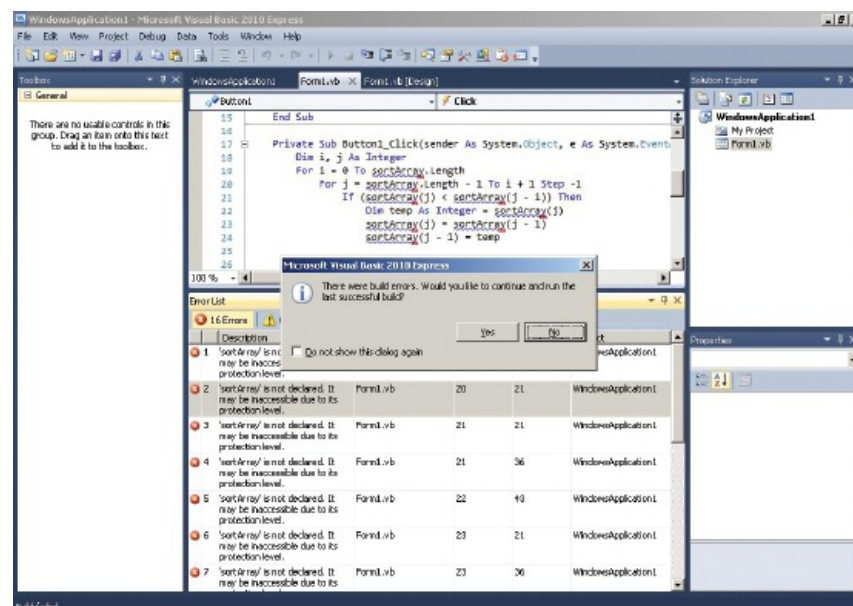 WindowsApplication1 - Microsoft Visual Basic 2010 Express
File Edit View Project Debug Data Tools Window Help
Toolbox
General
There are no usable controls in this
group. Drag an item onto this text
to add it to the toolbox.
WindowsApplication1 Form1.vb Form1.vb [Design]
Button1 Click
15 End Sub
16
17 Private Sub Button1_Click(sender As System.Object, e As System.Event
18 Dim i, j As Integer
19 For i = 0 To sortArray.Length
20 For j = sortArray.Length - 1 To i + 1 Step -1
21 If (sortArray(j) < sortArray(j - 1)) Then
22 Dim temp As Integer = sortArray(j)
23 sortArray(j) = sortArray(j - 1)
24 sortArray(j - 1) = temp
25
26
100 %
Microsoft Visual Basic 2010 Express
There were build errors. Would you like to continue and run the
last successful build?
Yes No
Do not show this dialog again
Error List
16 Errors
Description
1 'sortArray' is not
may be inaccess
protection level.
WindowsApplication1
2 'sortArray' is not declared. It Form1.vb 20 21 WindowsApplication1
may be inaccessible due to its
protection level.
3 'sortArray' is not declared. It Form1.vb 21 21 WindowsApplication1
may be inaccessible due to its
protection level.
4 'sortArray' is not declared. It Form1.vb 21 36 WindowsApplication1
may be inaccessible due to its
protection level.
5 'sortArray' is not declared. It Form1.vb 22 43 WindowsApplication1
may be inaccessible due to its
protection level.
6 'sortArray' is not declared. It Form1.vb 23 21 WindowsApplication1
may be inaccessible due to its
protection level.
7 'sortArray' is not declared. It Form1.vb 23 36 WindowsApplication1
may be inaccessible due to its
Solution Explorer
WindowsApplication1
My Project
Form1.vb
Properties